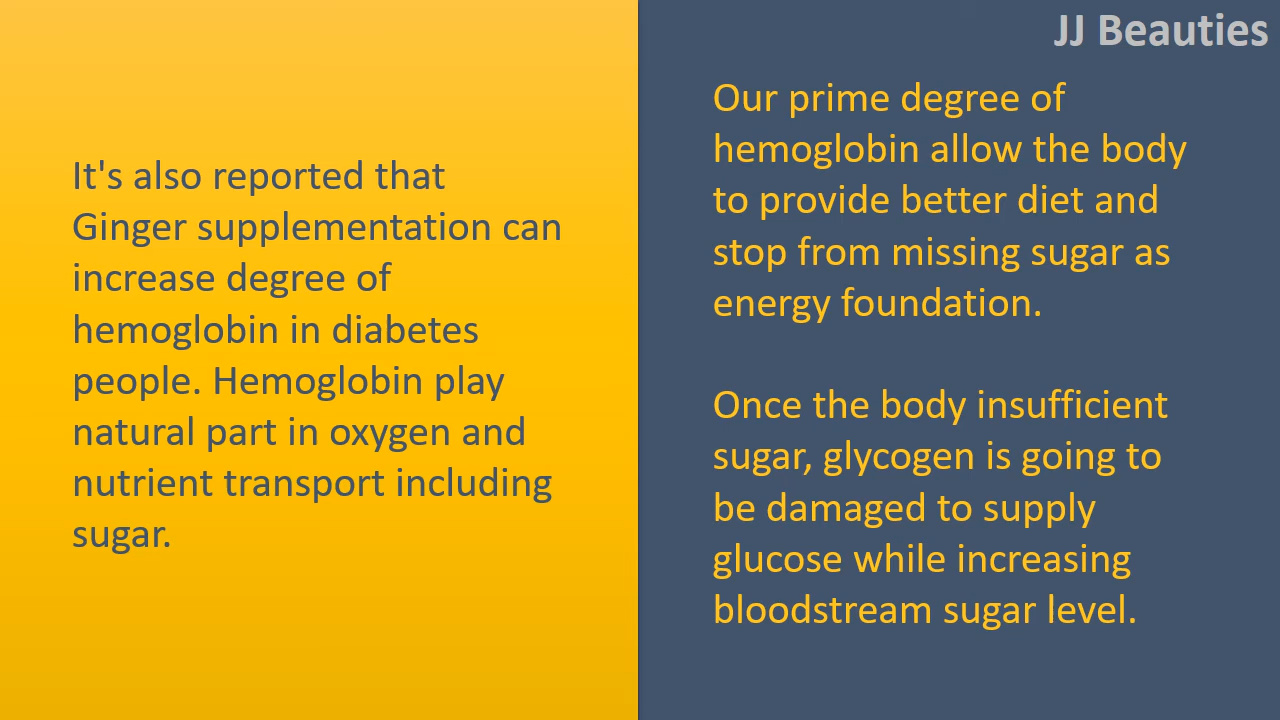 JJ Beauties
It's also reported that
Ginger supplementation can
increase degree of
hemoglobin in diabetes
people. Hemoglobin play
natural part in oxygen and
nutrient transport including
sugar.
Our prime degree of
hemoglobin allow the body
to provide better diet and
stop from missing sugar as
energy foundation.
Once the body insufficient
sugar, glycogen is going to
be damaged to supply
glucose while increasing
bloodstream sugar level.